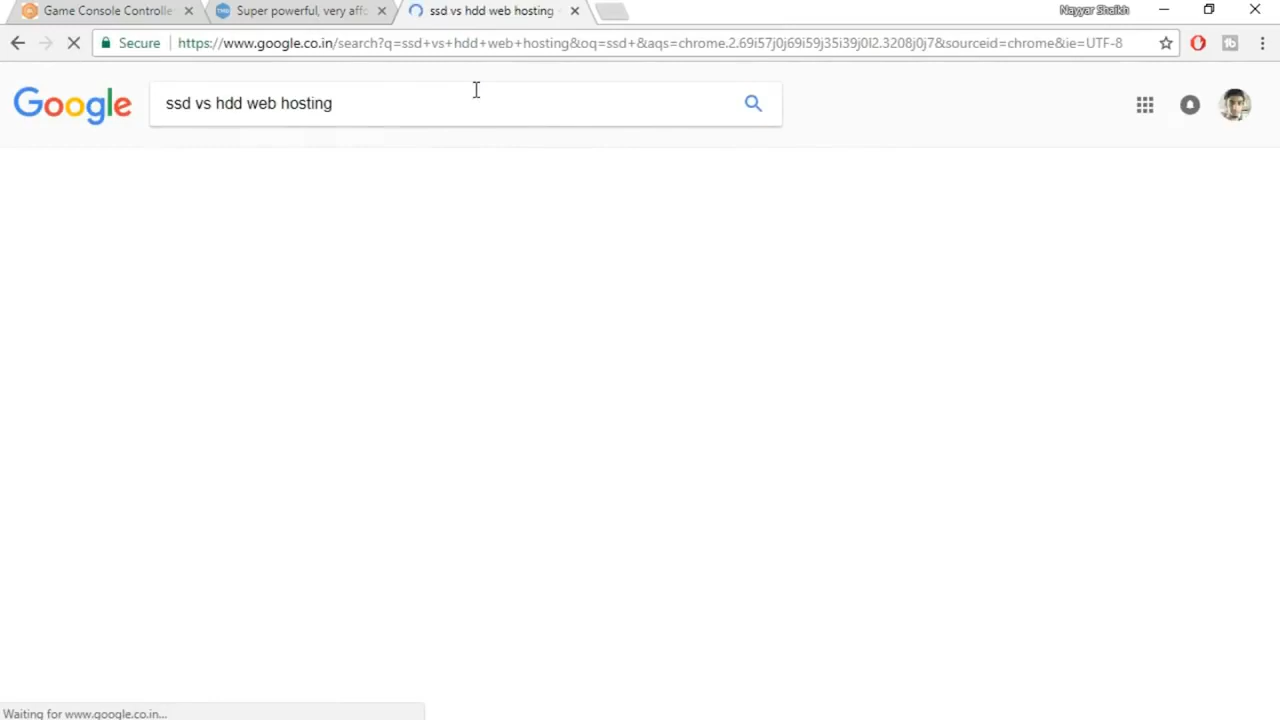 Game Console Controlle
Super powerful, very affo
ssd vs hdd web hosting
Nayyar Shaikh
Secure
https://www.google.co.in/search?q=ssd+vs+hdd+web+hosting&oq=ssd+&aqs=chrome.2.69i57j0j69i59j35i39j0l2.3208j0j7&sourceid=chrome&ie=UTF-8
Google
ssd vs hdd web hosting
Waiting for www.google.co.in...